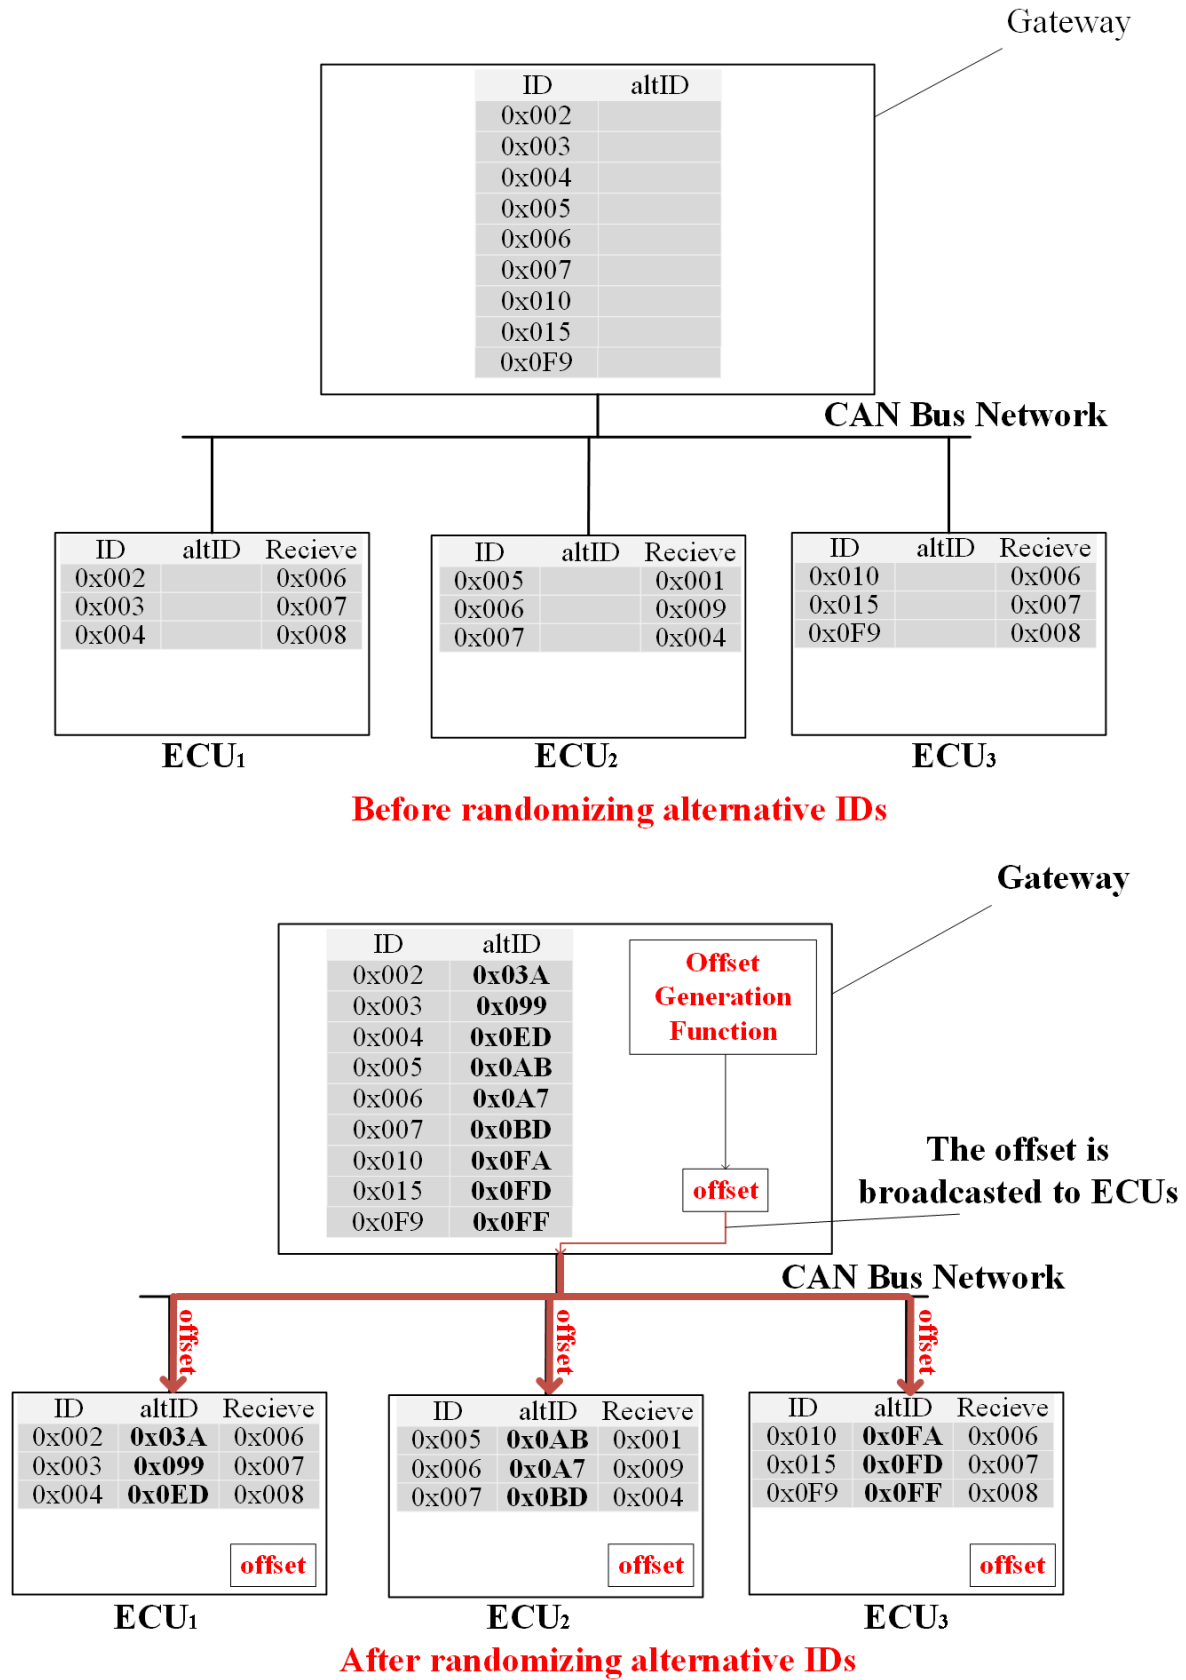 Gateway
ID altID
0x002
0x003
0x004
0x005
0x006
0x007
0x010
0x015
0x0F9
CAN Bus Network
ID altID Recieve
0x002 0x006
0x003 0x007
0x004 0x008
ECU1
ID altID Recieve
0x005 0x001
0x006 0x009
0x007 0x004
ECU2
ID altID Recieve
0x010 0x006
0x015 0x007
0x0F9 0x008
ECU3
Before randomizing alternative IDs
Gateway
ID altID
0x002 0x03A
0x003 0x099
0x004 0x0ED
0x005 0x0AB
0x006 0x0A7
0x007 0x0BD
0x010 0x0FA
0x015 0x0FD
0x0F9 0x0FF
Offset
Generation
Function
offset
The offset is
broadcasted to ECUs
CAN Bus Network
offset
offset
offset
ID altID Recieve
0x002 0x03A 0x006
0x003 0x099 0x007
0x004 0x0ED 0x008
offset
ECU1
ID altID Recieve
0x005 0x0AB 0x001
0x006 0x0A7 0x009
0x007 0x0BD 0x004
offset
ECU2
ID altID Recieve
0x010 0x0FA 0x006
0x015 0x0FD 0x007
0x0F9 0x0FF 0x008
offset
ECU3
After randomizing alternative IDs